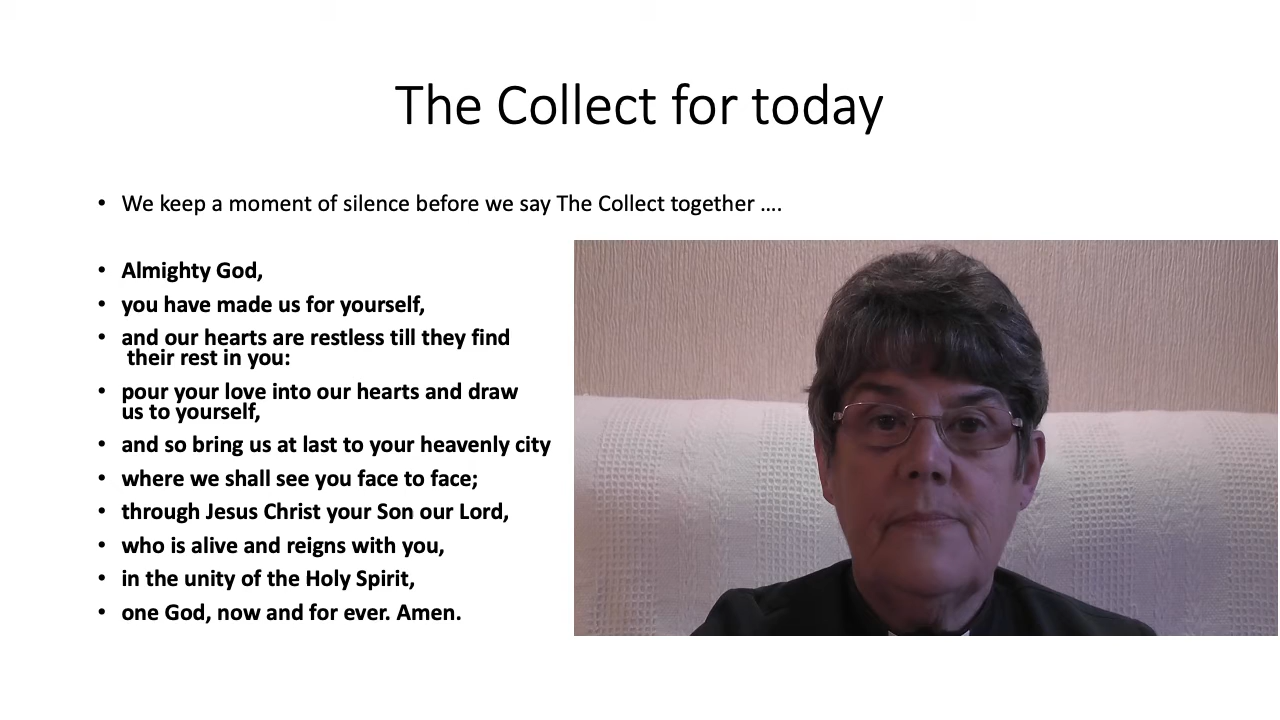 The Collect for today
• We keep a moment of silence before we say The Collect together ....
• Almighty God,
• you have made us for yourself,
• and our hearts are restless till they find
their rest in you:
• pour your love into our hearts and draw
us to yourself,
• and so bring us at last to your heavenly city
• where we shall see you face to face;
• through Jesus Christ your Son our Lord,
• who is alive and reigns with you,
• in the unity of the Holy Spirit,
• one God, now and for ever. Amen.